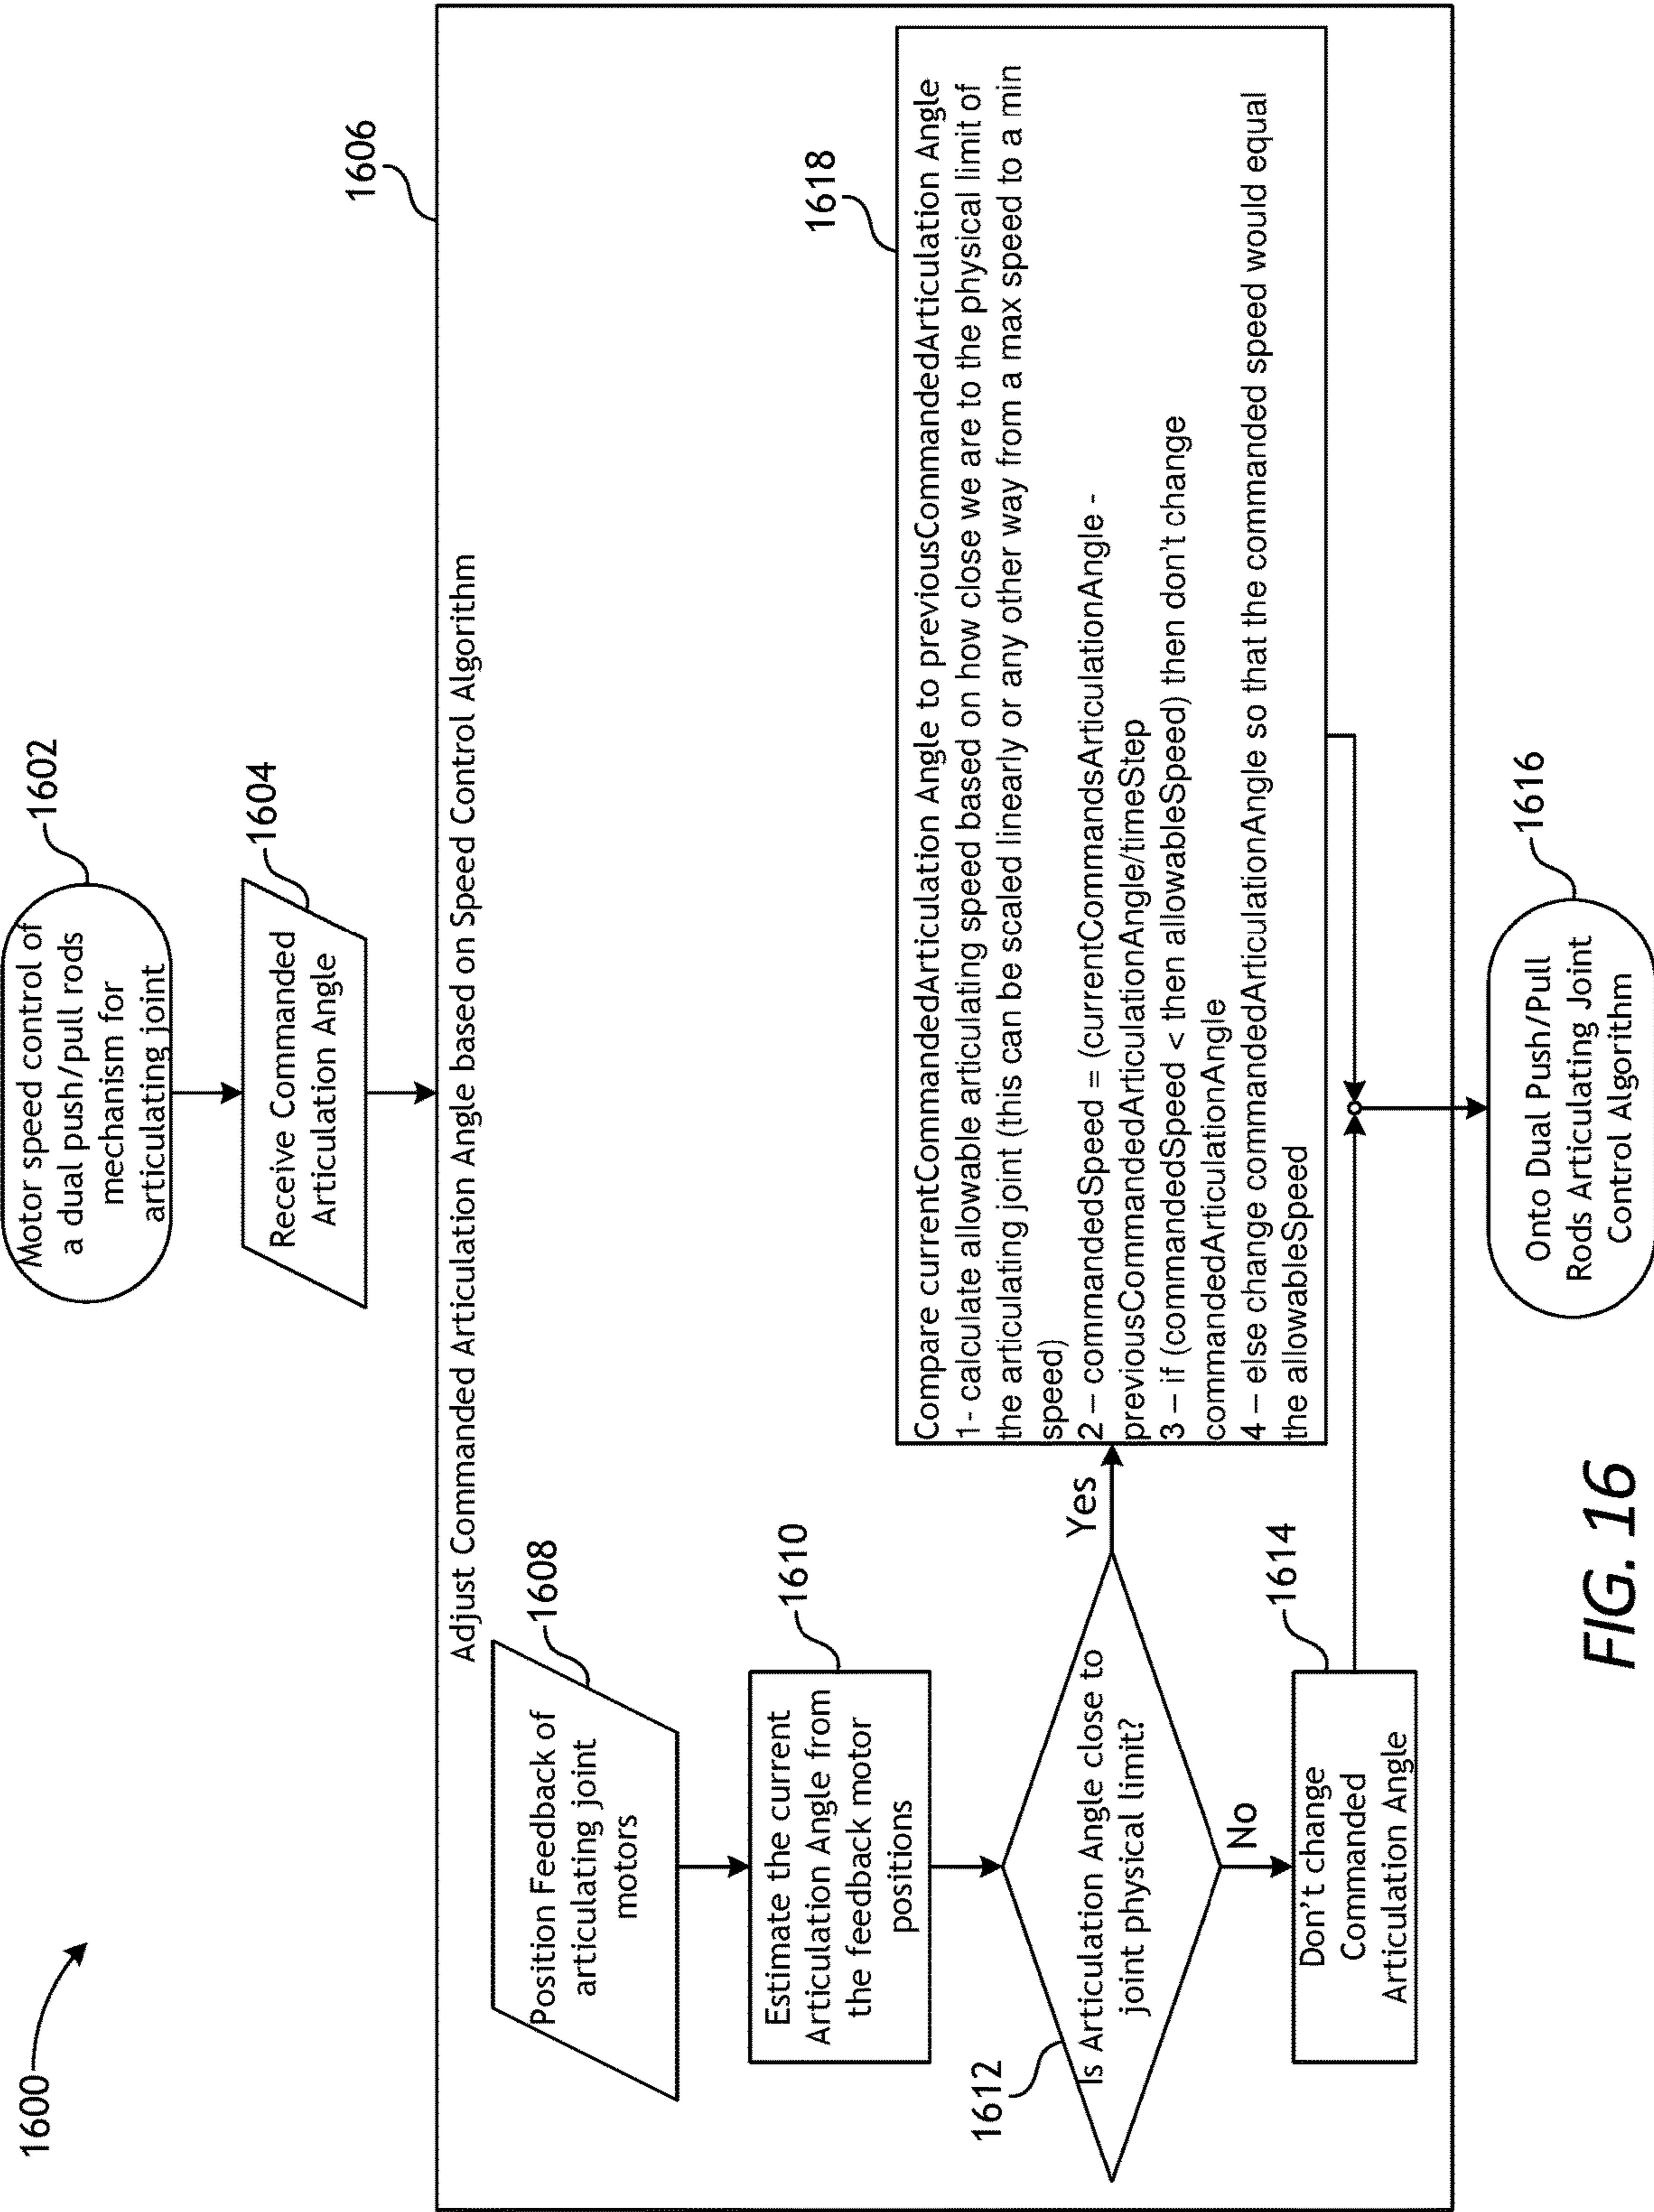 1600
Motor speed control of
a dual push/pull rods
mechanism for
articulating joint
1602
Receive Commanded
Articulation Angle
1604
1606
Adjust Commanded Articulation Angle based on Speed Control Algorithm
Position Feedback of
articulating joint
motors
1608
Estimate the current
Articulation Angle from
the feedback motor
positions
1610
1612
Is Articulation Angle close to
joint physical limit?
Yes
No
Don't change
Commanded
Articulation Angle
1614
1618
Compare currentCommandedArticulation Angle to previousCommandedArticulation Angle
1- calculate allowable articulating speed based on how close we are to the physical limit of
the articulating joint (this can be scaled linearly or any other way from a max speed to a min
speed)
2 – commandedSpeed = (currentCommandsArticulationAngle -
previousCommandedArticulationAngle/timeStep
3 – if (commandedSpeed < then allowableSpeed) then don't change
commandedArticulationAngle
4 – else change commandedArticulationAngle so that the commanded speed would equal
the allowableSpeed
Onto Dual Push/Pull
Rods Articulating Joint
Control Algorithm
1616
FIG. 16